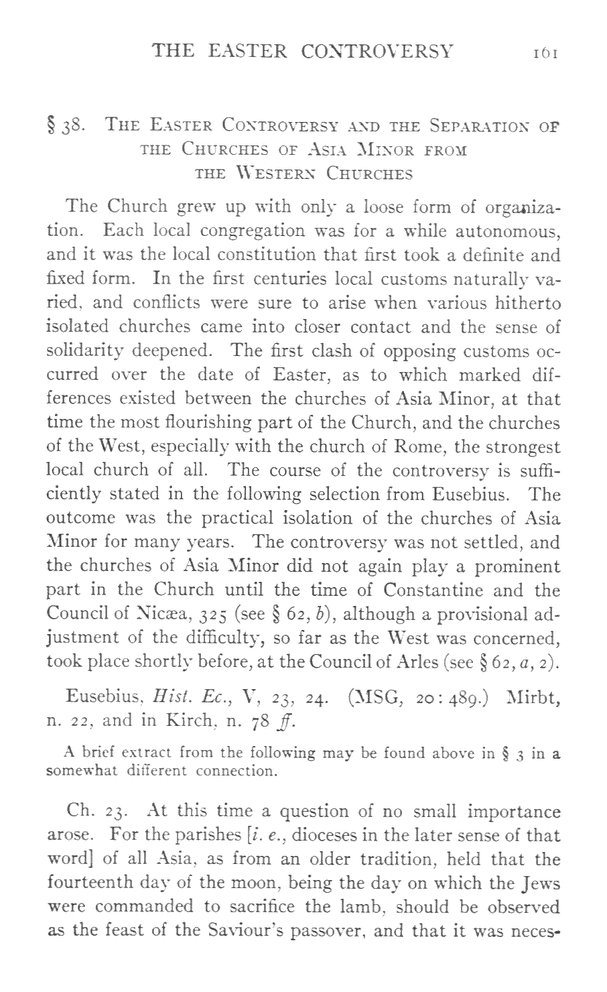 THE EASTER CONTROVERSY 161
§ 38. The Easter Controversy and the Separation of
the Churches of Asia Minor from
the Western Churches
The Church grew up with only a loose form of organiza-
tion. Each local congregation was for a while autonomous,
and it was the local constitution that first took a definite and
fixed form. In the first centuries local customs naturally va-
ried, and conflicts were sure to arise when various hitherto
isolated churches came into closer contact and the sense of
solidarity deepened. The first clash of opposing customs oc-
curred over the date of Easter, as to which marked dif-
ferences existed between the churches of Asia Minor, at that
time the most flourishing part of the Church, and the churches
of the West, especially with the church of Rome, the strongest
local church of all. The course of the controversy is suffi-
ciently stated in the following selection from Eusebius. The
outcome was the practical isolation of the churches of Asia
Minor for many years. The controversy was not settled, and
the churches of Asia Minor did not again play a prominent
part in the Church until the time of Constantine and the
Council of Nicæa, 325 (see § 62, b), although a provisional ad-
justment of the difficulty, so far as the West was concerned,
took place shortly before, at the Council of Arles (see § 62, a, 2).
Eusebius, Hist. Ec., V, 23, 24. (MSG, 20:489.) Mirbt,
n. 22, and in Kirch, n. 78 ff.
A brief extract from the following may be found above in § 3 in a
somewhat different connection.
Ch. 23. At this time a question of no small importance
arose. For the parishes [i. e., dioceses in the later sense of that
word] of all Asia, as from an older tradition, held that the
fourteenth day of the moon, being the day on which the Jews
were commanded to sacrifice the lamb, should be observed
as the feast of the Saviour's passover, and that it was neces-